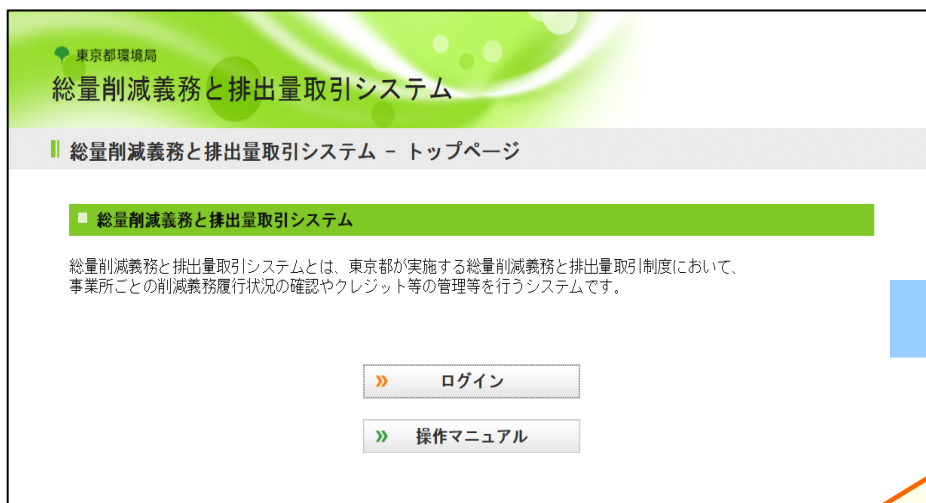 東京都環境局
総量削減義務と排出量取引システム
総量削減義務と排出量取引システム － トップページ
総量削減義務と排出量取引システム
総量削減義務と排出量取引システムとは、東京都が実施する総量削減義務と排出量取引制度において、
事業所ごとの削減義務履行状況の確認やクレジット等の管理等を行うシステムです。
ログイン
操作マニュアル